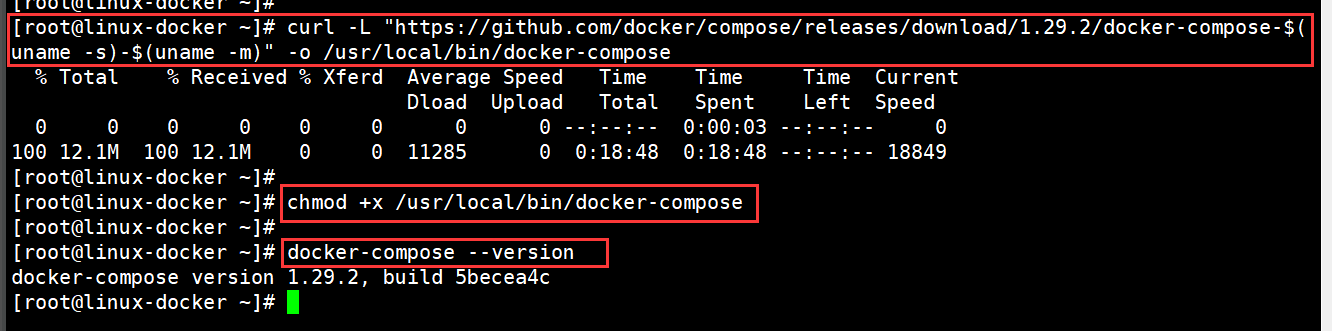 [root@linux-docker ~]#
[root@linux-docker ~]# curl -L "https://github.com/docker/compose/releases/download/1.29.2/docker-compose-$(
uname -s)-$(uname -m)" -o /usr/local/bin/docker-compose
  % Total    % Received % Xferd  Average Speed   Time    Time     Time  Current
                                 Dload  Upload   Total   Spent    Left  Speed
  0     0    0     0    0     0      0      0 --:--:--  0:00:03 --:--:--     0
100 12.1M  100 12.1M    0     0  11285      0  0:18:48  0:18:48 --:--:-- 18849
[root@linux-docker ~]#
[root@linux-docker ~]# chmod +x /usr/local/bin/docker-compose
[root@linux-docker ~]#
[root@linux-docker ~]# docker-compose --version
docker-compose version 1.29.2, build 5becea4c
[root@linux-docker ~]#